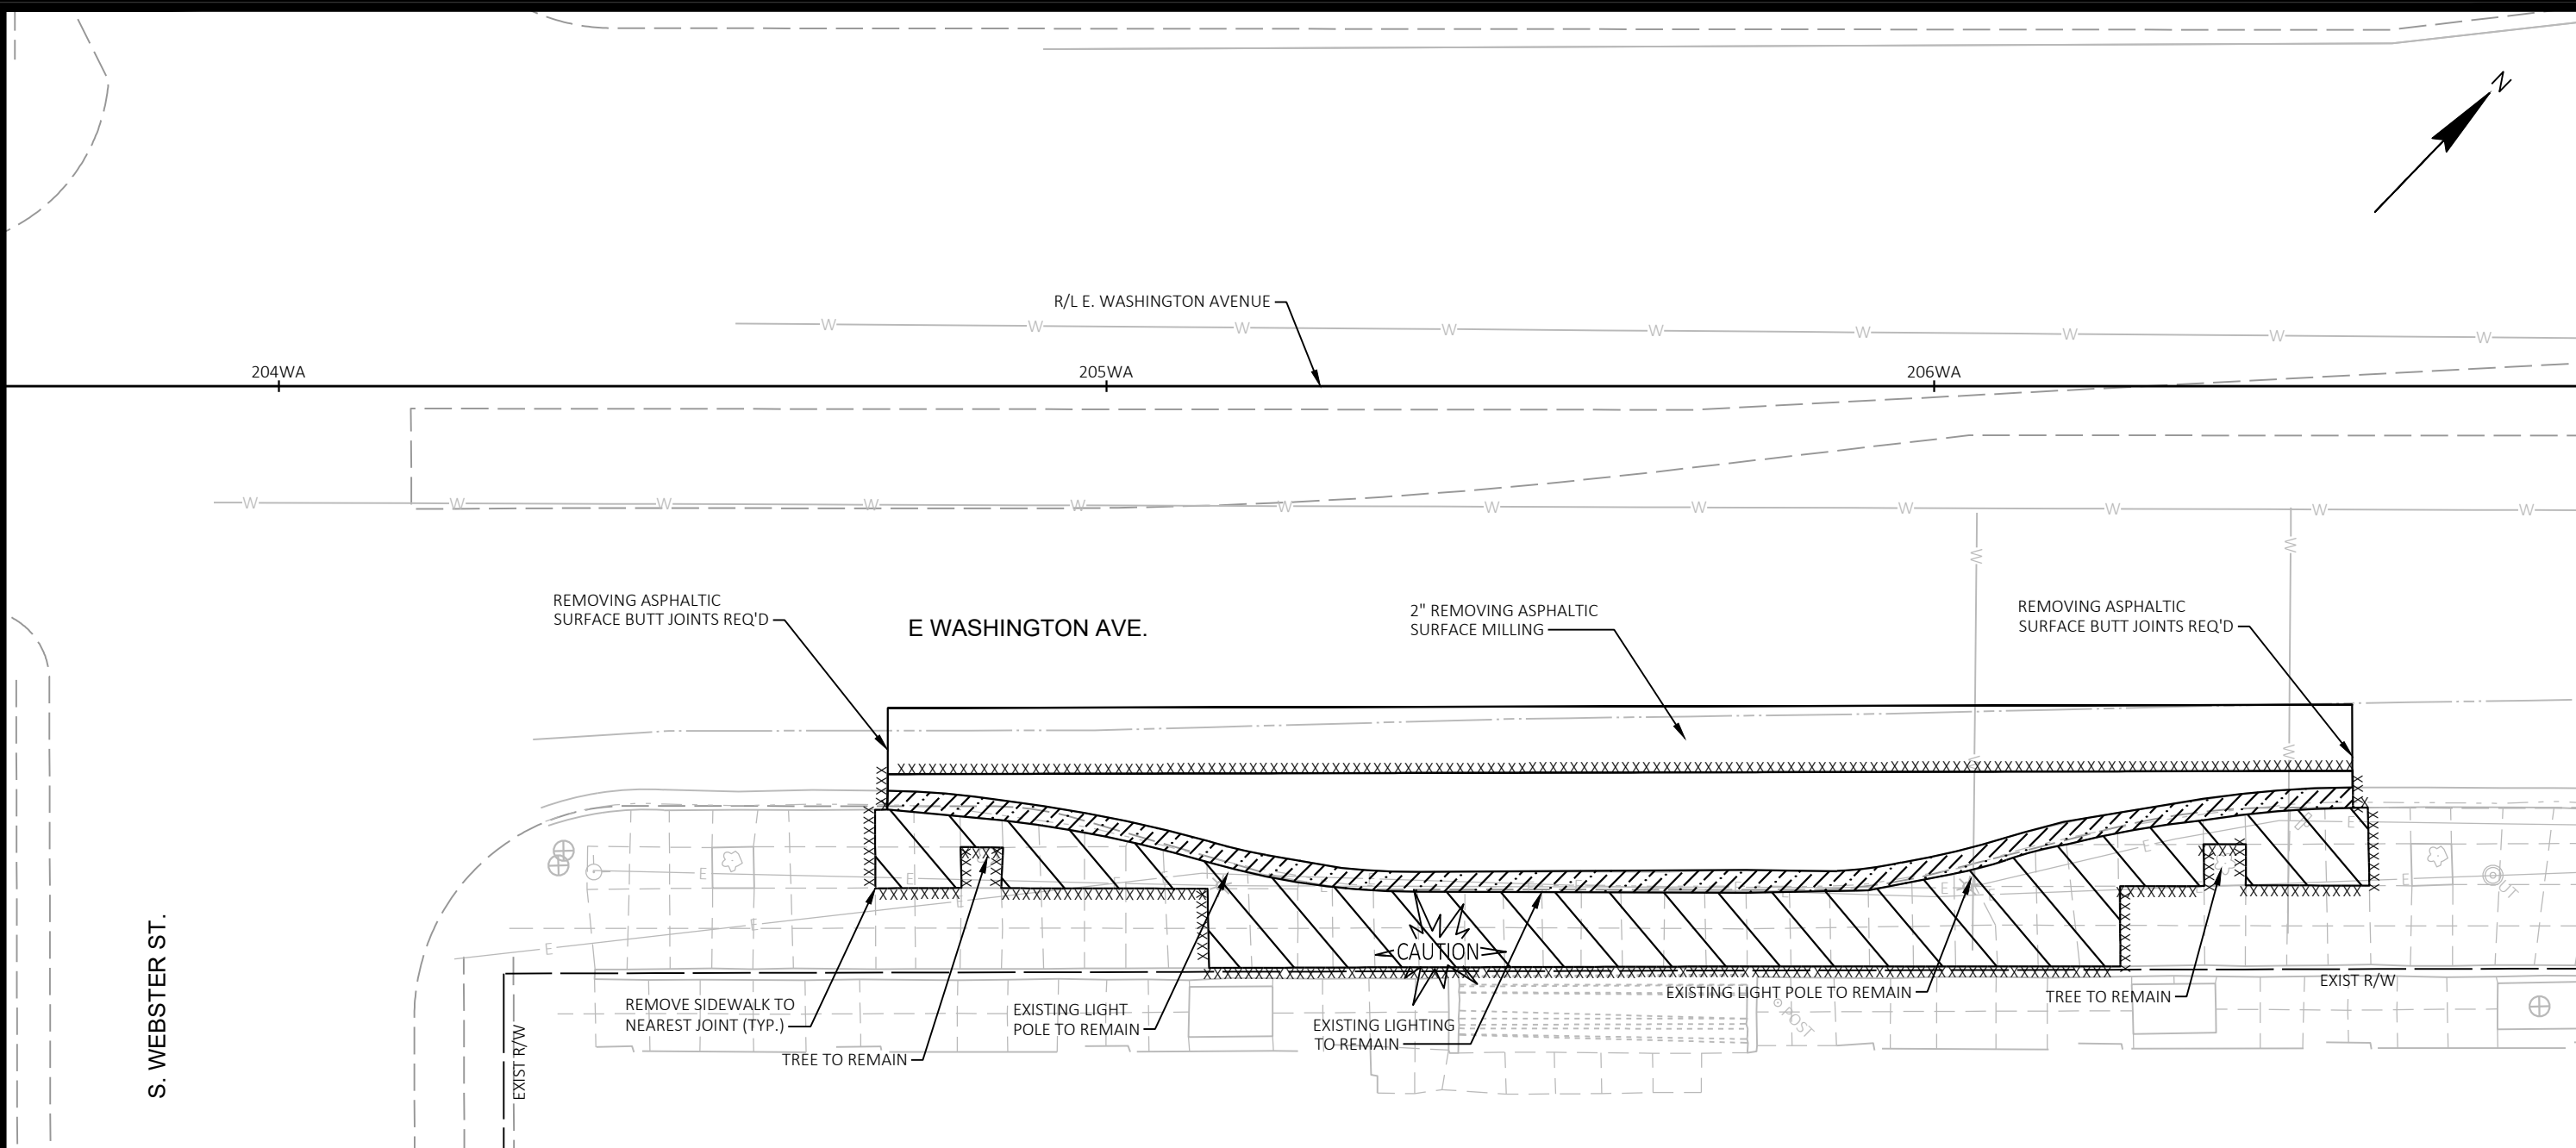 N
R/L E. WASHINGTON AVENUE
W W W W W W W W W
204WA
205WA
206WA
W W W W W W W W W W W W
W
W
REMOVING ASPHALTIC
SURFACE BUTT JOINTS REQ'D
E WASHINGTON AVE.
2" REMOVING ASPHALTIC
SURFACE MILLING
REMOVING ASPHALTIC
SURFACE BUTT JOINTS REQ'D
W
W
E
E
E
E
E
E
E
E
OUT
CAUTION
S. WEBSTER ST.
EXIST R/W
REMOVE SIDEWALK TO
NEAREST JOINT (TYP.)
TREE TO REMAIN
EXISTING LIGHT
POLE TO REMAIN
EXISTING LIGHTING
TO REMAIN
EXISTING LIGHT POLE TO REMAIN
POST
TREE TO REMAIN
EXIST R/W